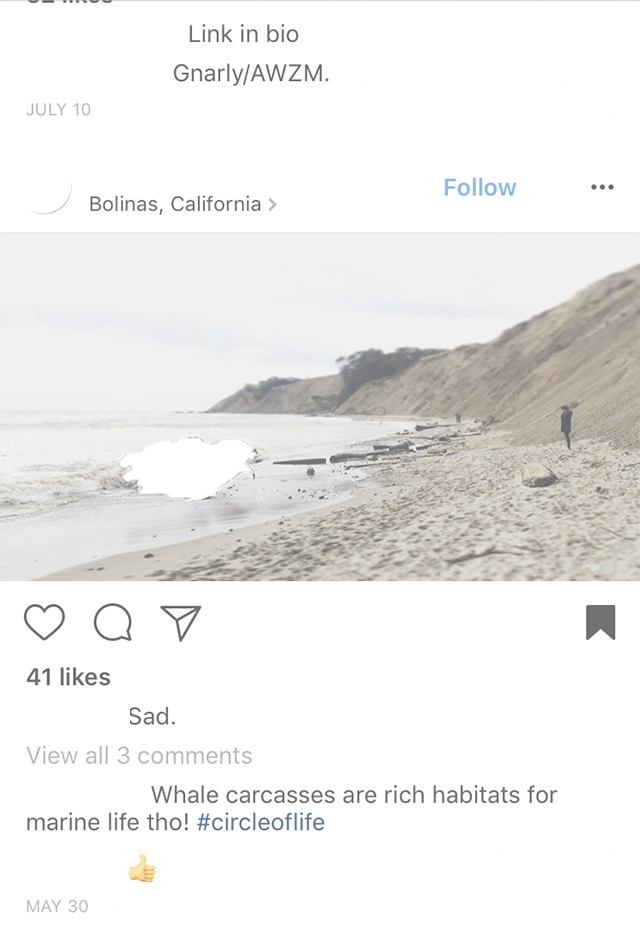 Link in bio
Gnarly/AWZM.
JULY 10
Bolinas, California >
Follow
41 likes
Sad.
View all 3 comments
Whale carcasses are rich habitats for
marine life tho! #circleoflife
👍
MAY 30